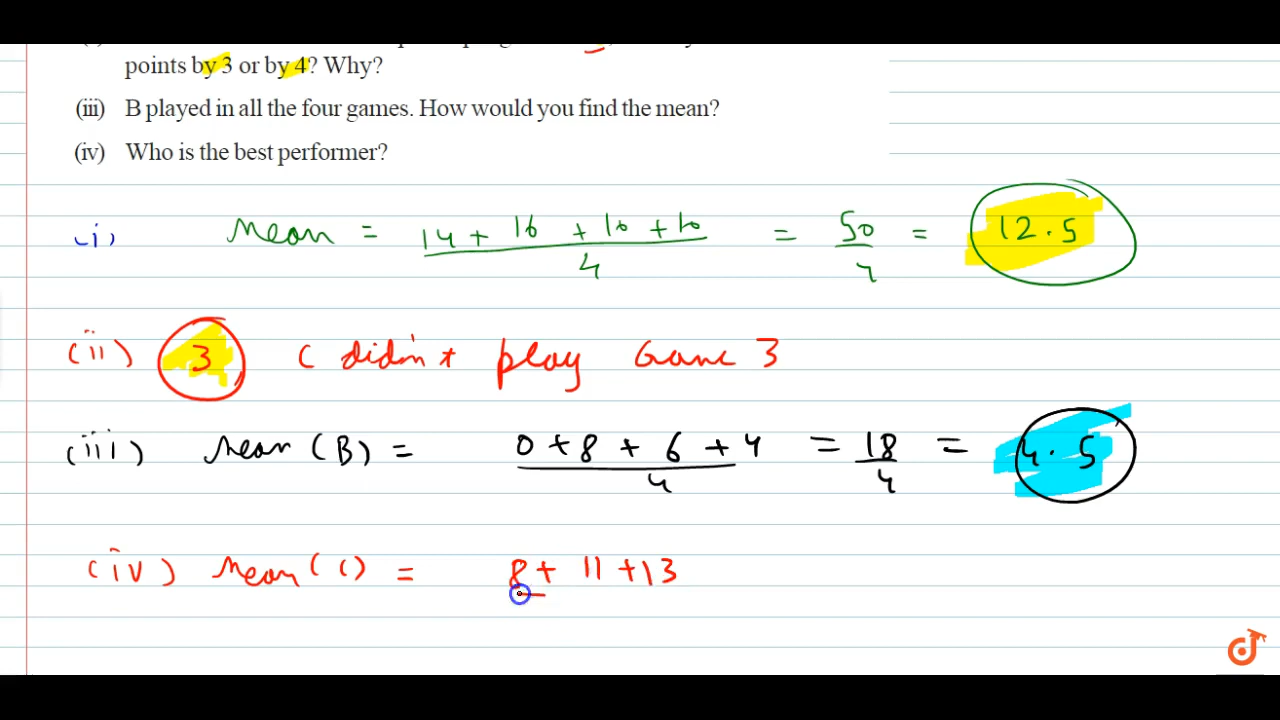 points by 3 or by 4? Why?
(iii) B played in all the four games. How would you find the mean?
(iv) Who is the best performer?
(i) Mean = 14 + 16 + 10 + 10 / 4 = 50 / 4 = 12.5
(ii) 3 C didn't play Game 3
(iii) Mean (B) = 0 + 8 + 6 + 4 / 4 = 18 / 4 = 4.5
(iv) Mean (C) = 8 + 11 + 13